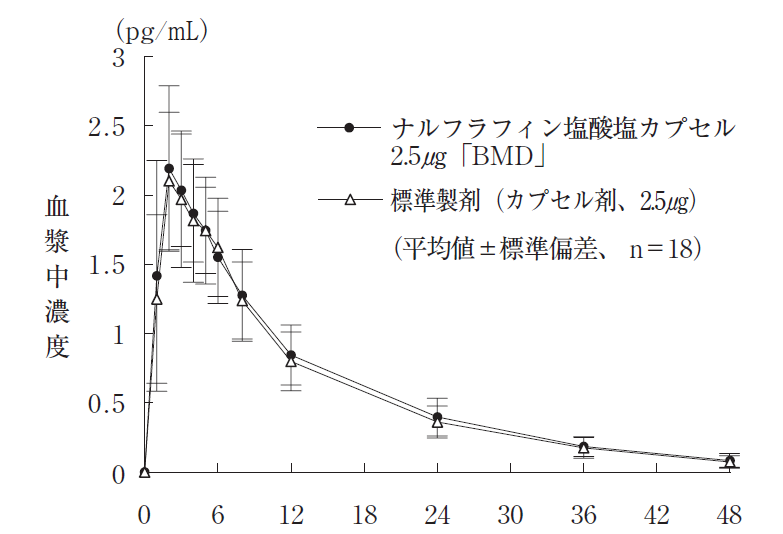 (pg/mL)
3
2.5
2
1.5
1
0.5
0
血漿中濃度
ナルフラフィン塩酸塩カプセル
2.5μg「BMD」
標準製剤（カプセル剤、2.5μg）
（平均値±標準偏差、n＝18）
0 6 12 18 24 30 36 42 48